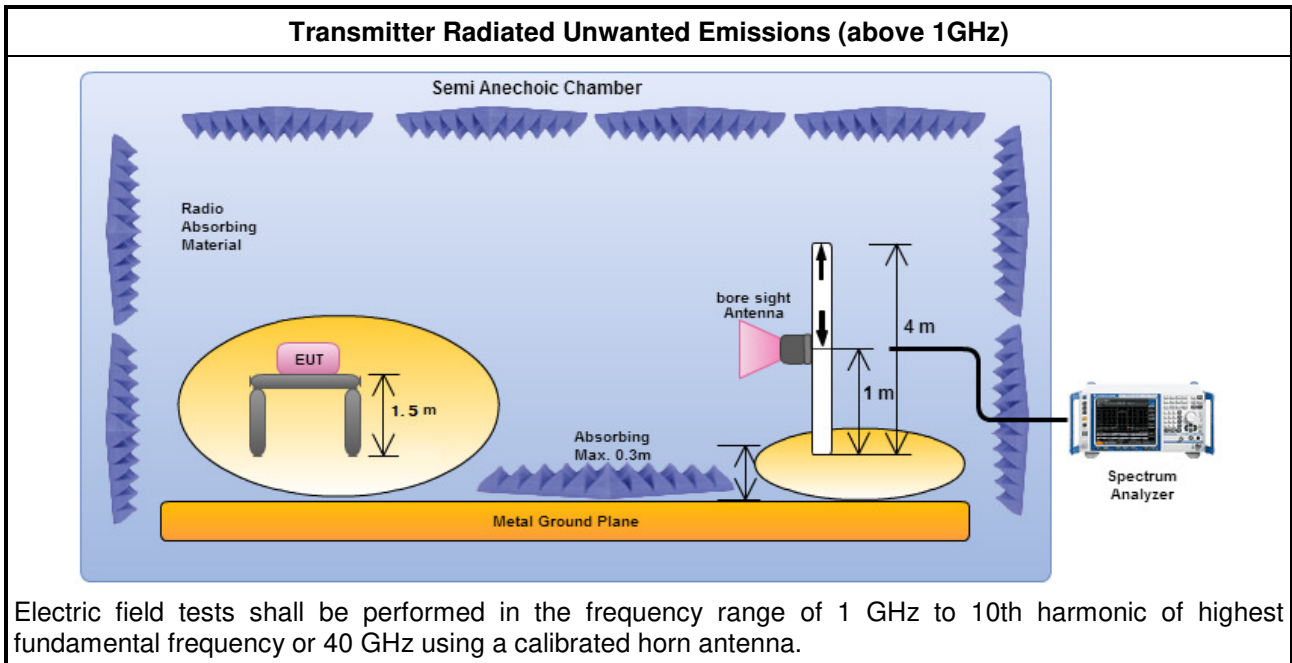 Transmitter Radiated Unwanted Emissions (above 1GHz)
Semi Anechoic Chamber
Radio
Absorbing
Material
bore sight
Antenna
4 m
EUT
1 m
1.5 m
Absorbing
Max. 0.3m
Spectrum
Analyzer
Metal Ground Plane
Electric field tests shall be performed in the frequency range of 1 GHz to 10th harmonic of highest
fundamental frequency or 40 GHz using a calibrated horn antenna.